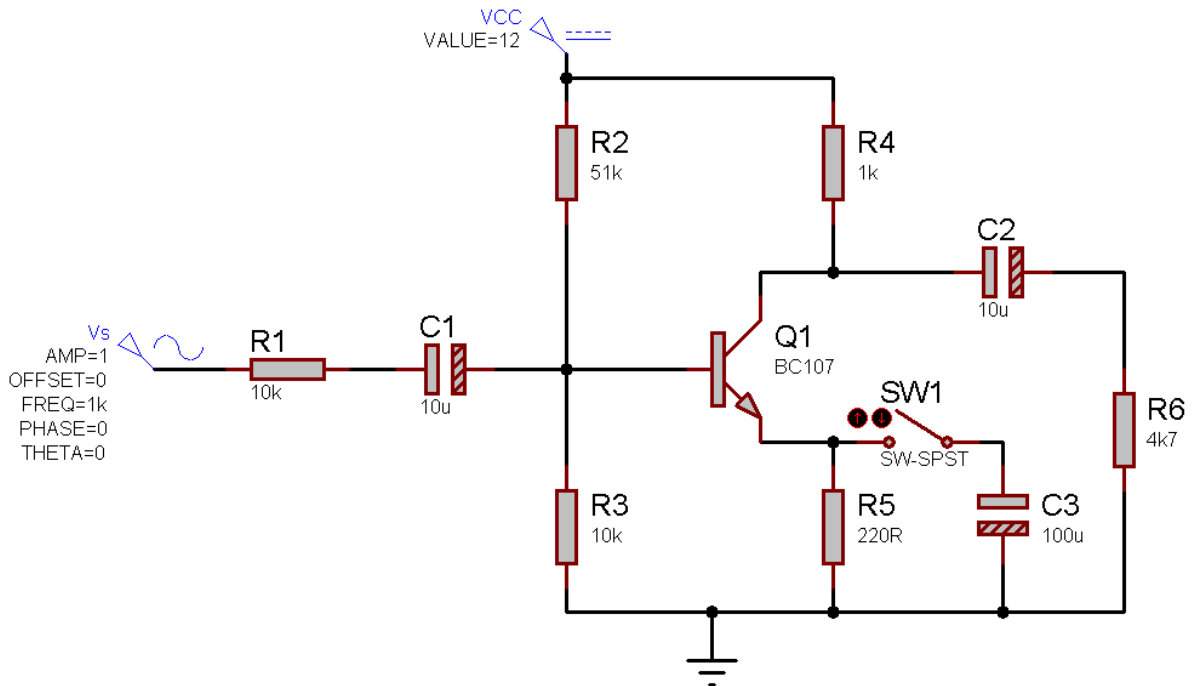 VCC
VALUE=12
R2
51k
R4
1k
C2
10u
Vs
AMP=1
OFFSET=0
FREQ=1k
PHASE=0
THETA=0
R1
10k
C1
10u
Q1
BC107
SW1
SW-SPST
R6
4k7
R3
10k
R5
220R
C3
100u